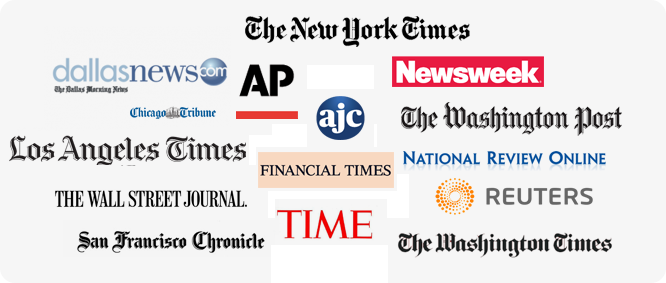 The New York Times
dallasnews.com
The Dallas Morning News
AP
Newsweek
Chicago Tribune
ajc
The Washington Post
Los Angeles Times
FINANCIAL TIMES
NATIONAL REVIEW ONLINE
THE WALL STREET JOURNAL.
REUTERS
San Francisco Chronicle
TIME
The Washington Times